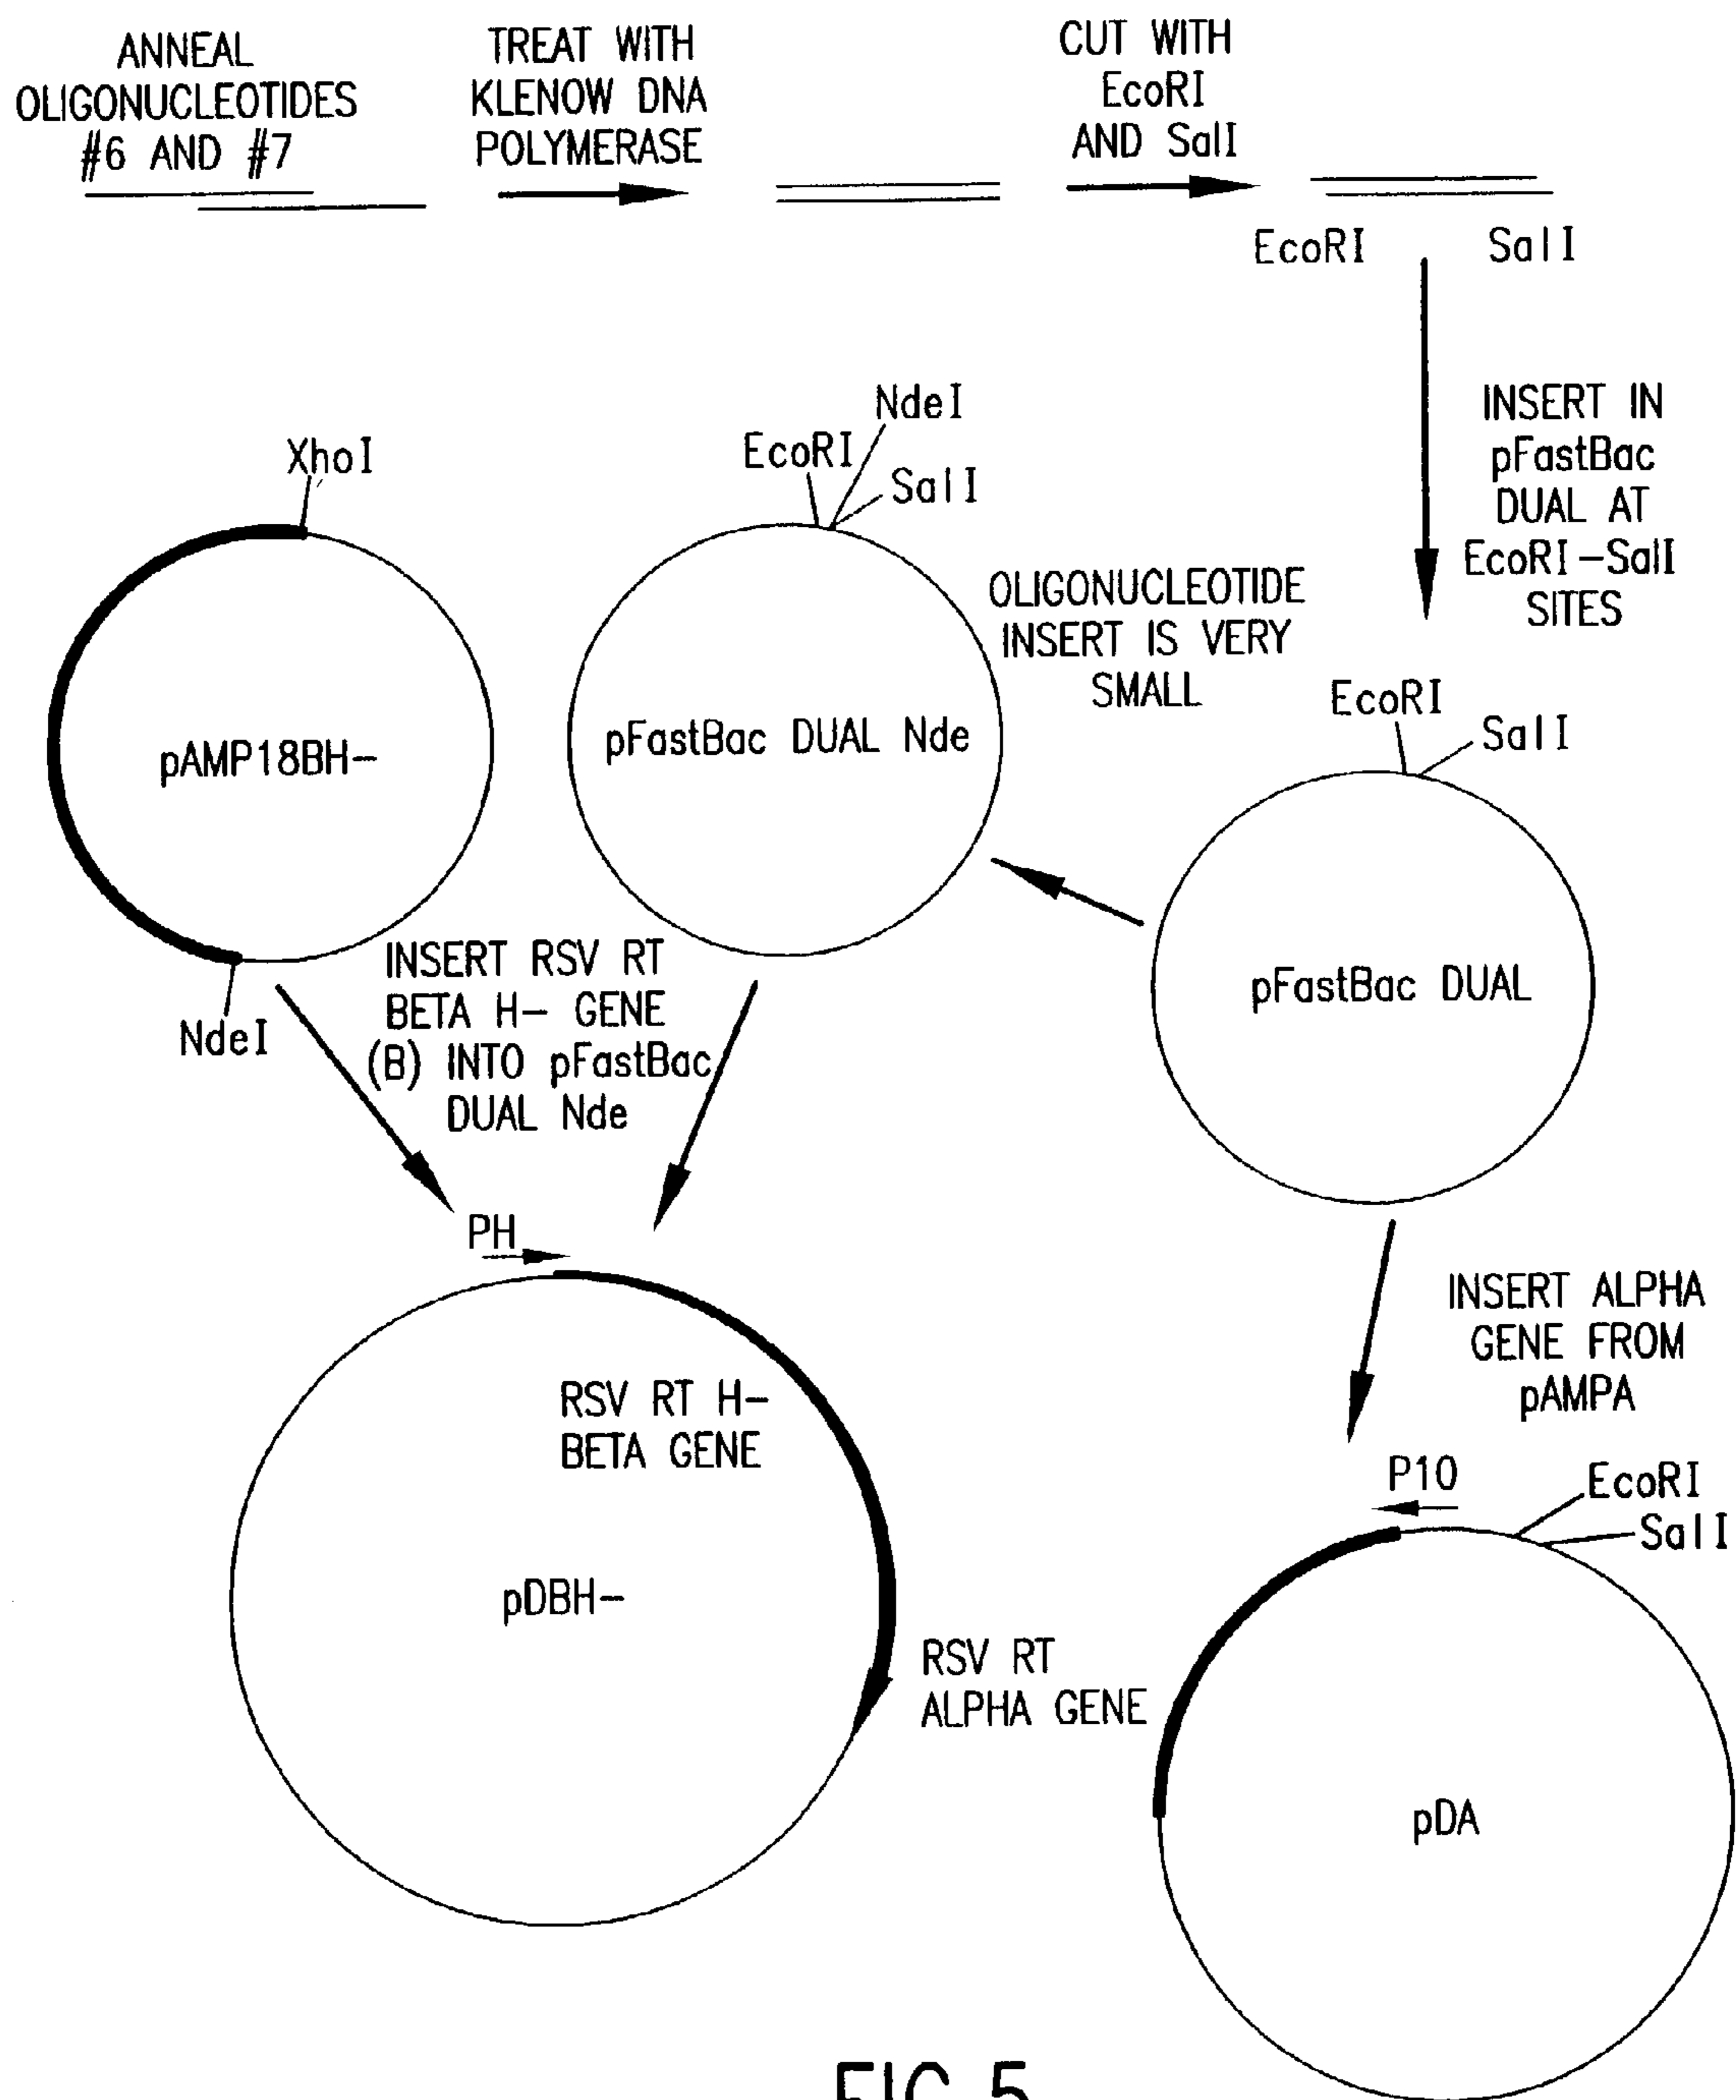 ANNEAL
OLIGONUCLEOTIDES
#6 AND #7
TREAT WITH
KLENOW DNA
POLYMERASE
CUT WITH
EcoRI
AND SalI
EcoRI
SalI
INSERT IN
pFastBac
DUAL AT
EcoRI-SalI
SITES
XhoI
pAMP18BH-
NdeI
NdeI
EcoRI
SalI
pFastBac DUAL Nde
OLIGONUCLEOTIDE
INSERT IS VERY
SMALL
EcoRI
SalI
pFastBac DUAL
INSERT RSV RT
BETA H- GENE
(B) INTO pFastBac
DUAL Nde
PH
RSV RT H-
BETA GENE
pDBH-
INSERT ALPHA
GENE FROM
pAMPA
P10
EcoRI
SalI
RSV RT
ALPHA GENE
pDA
FIG.5